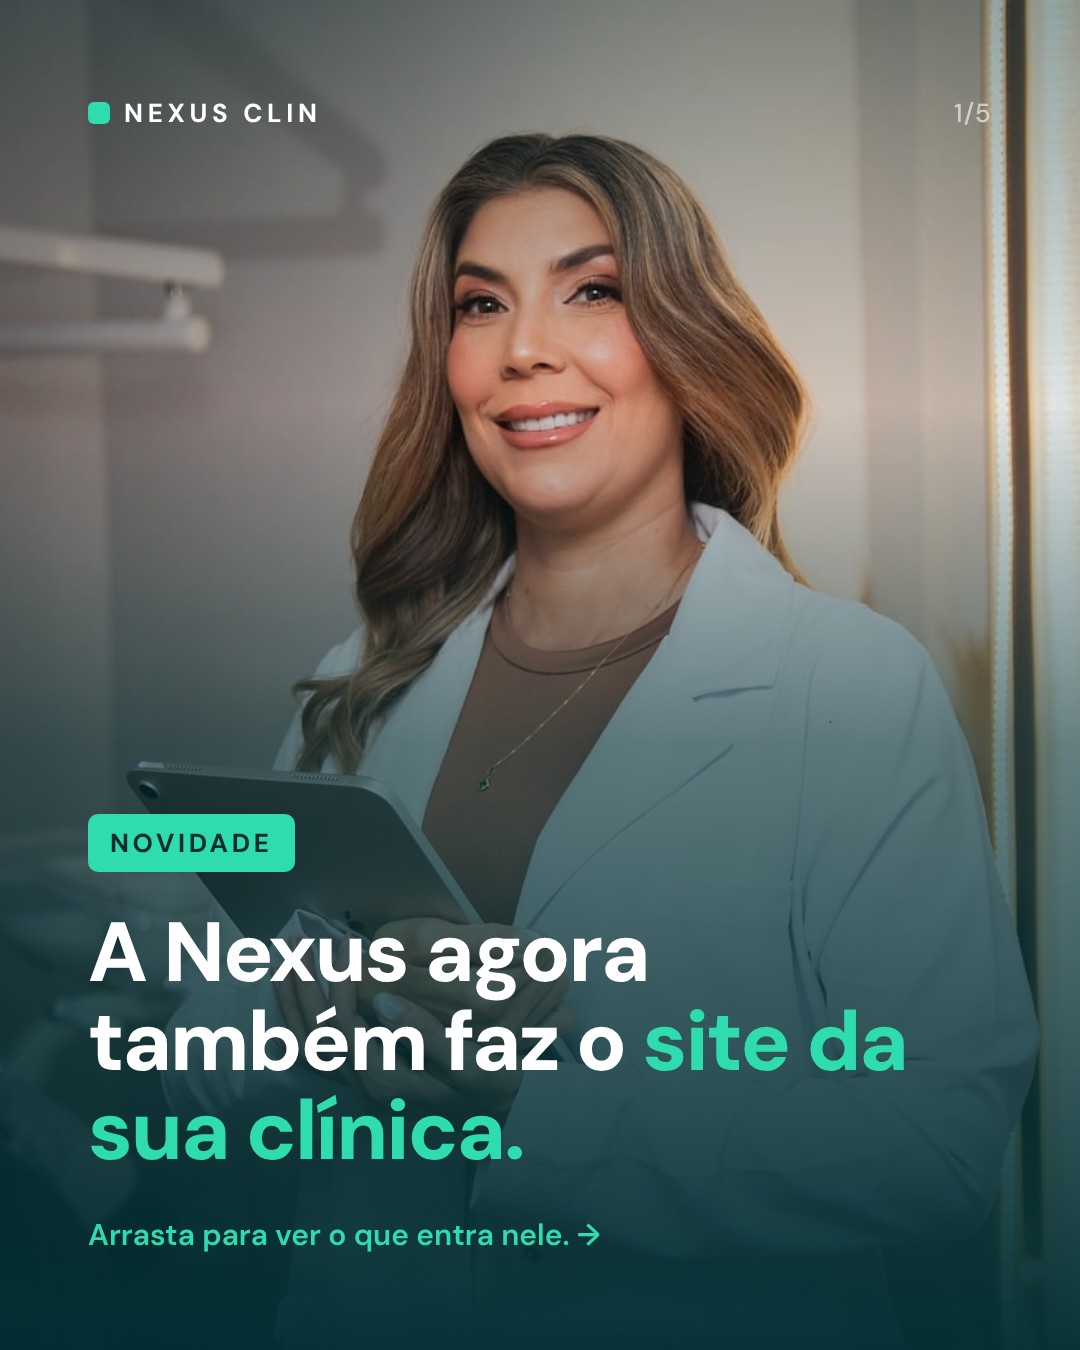 NEXUS CLIN
1/5
NOVIDADE
A Nexus agora
também faz o site da
sua clínica.
Arrasta para ver o que entra nele. →